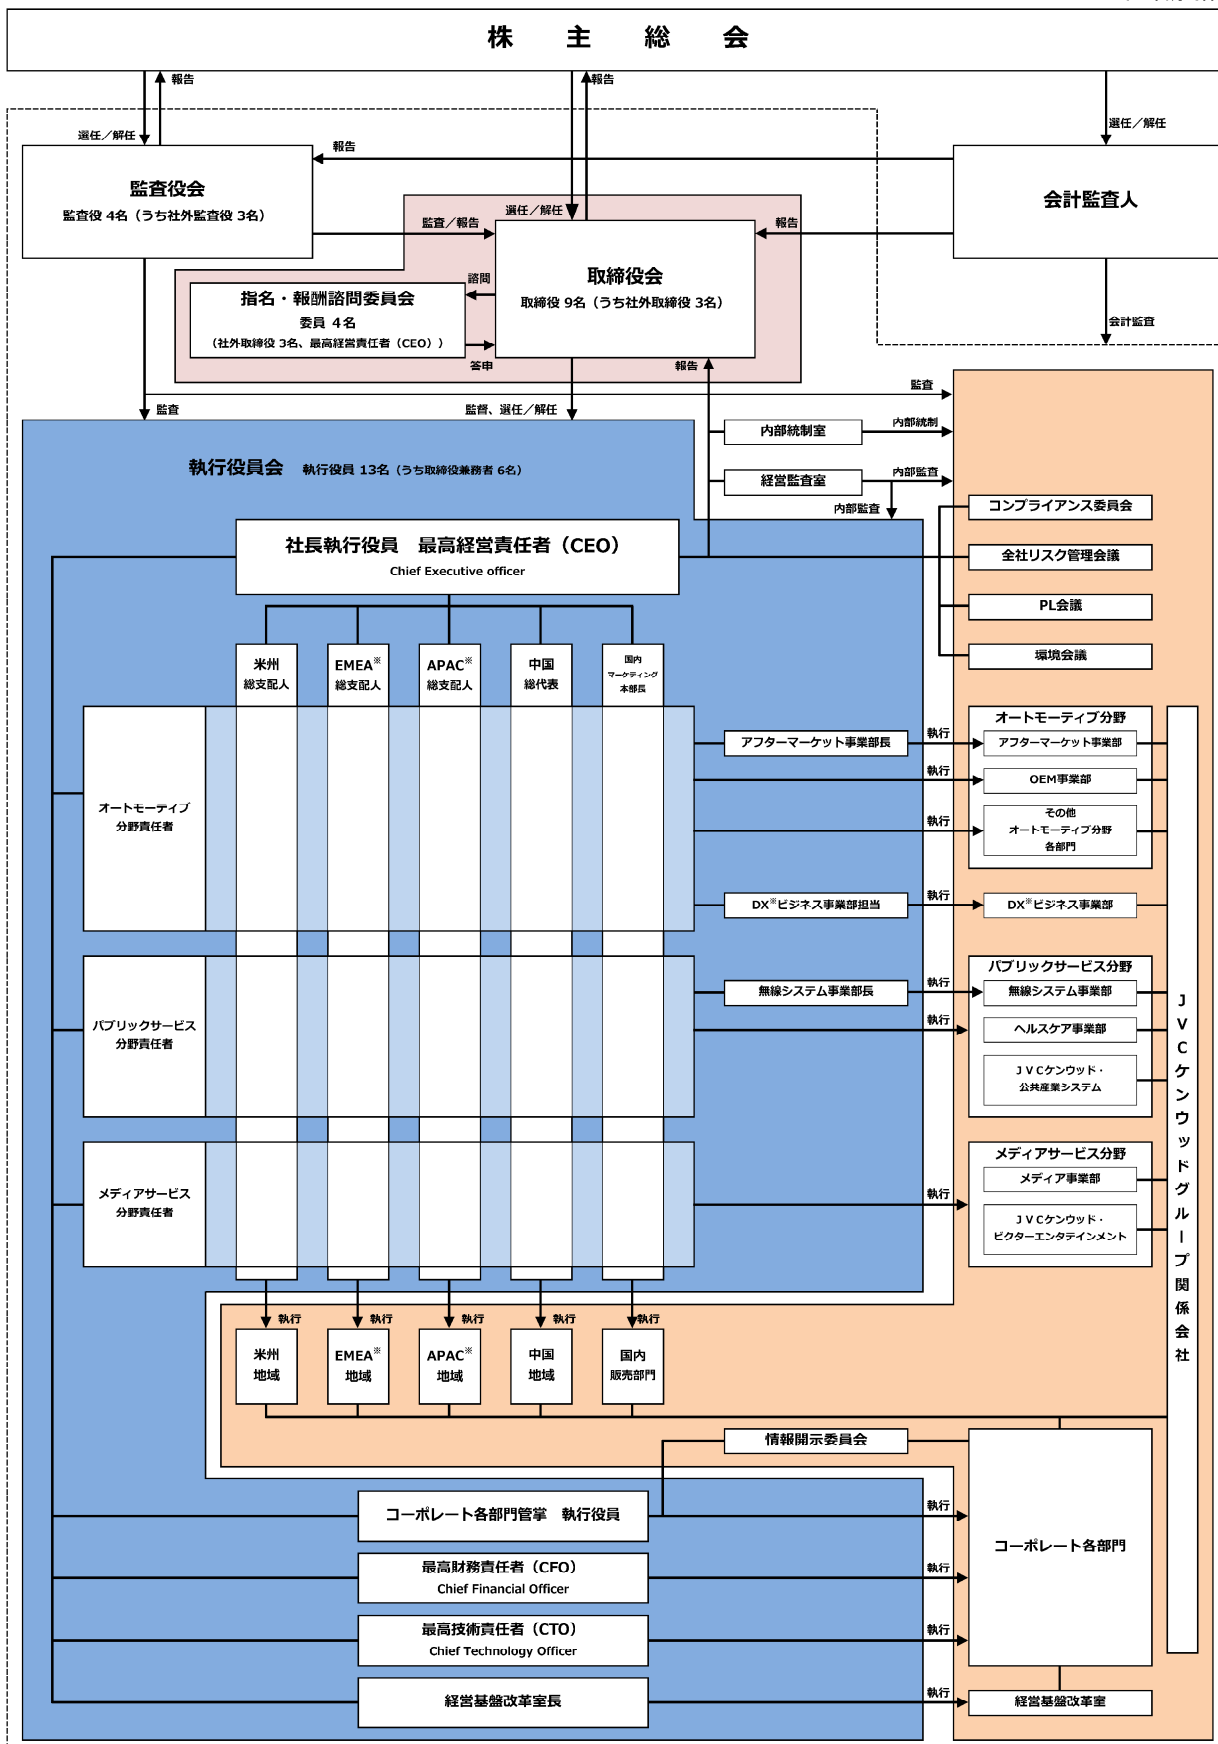 株 主 総 会
報告
報告
選任／解任
選任／解任
報告
監査役会
監査役 4名（うち社外監査役 3名）
会計監査人
選任／解任
監査／報告
報告
取締役会
取締役 9名（うち社外取締役 3名）
諮問
指名・報酬諮問委員会
委員 4名
（社外取締役 3名、最高経営責任者（CEO））
答申
会計監査
報告
監査
監査
監督、選任／解任
内部統制室
内部統制
執行役員会 執行役員 13名（うち取締役兼務者 6名）
経営監査室
内部監査
内部監査
コンプライアンス委員会
社長執行役員 最高経営責任者（CEO）
Chief Executive officer
全社リスク管理会議
PL会議
環境会議
米州
総支配人
EMEA※
総支配人
APAC※
総支配人
中国
総代表
国内
マーケティング
本部長
オートモーティブ分野
アフターマーケット事業部長
執行
アフターマーケット事業部
執行
OEM事業部
オートモーティブ
分野責任者
執行
その他
オートモーティブ分野
各部門
DX※ビジネス事業部担当
執行
DX※ビジネス事業部
パブリックサービス分野
無線システム事業部長
執行
無線システム事業部
パブリックサービス
分野責任者
執行
ヘルスケア事業部
ＪＶＣケンウッド・
公共産業システム
メディアサービス分野
メディア事業部
メディアサービス
分野責任者
執行
ＪＶＣケンウッド・
ビクターエンタテインメント
ＪＶＣケンウッドグループ関係会社
執行
執行
執行
執行
執行
米州
地域
EMEA※
地域
APAC※
地域
中国
地域
国内
販売部門
情報開示委員会
コーポレート各部門管掌 執行役員
執行
コーポレート各部門
最高財務責任者（CFO）
Chief Financial Officer
執行
最高技術責任者（CTO）
Chief Technology Officer
執行
経営基盤改革室長
執行
経営基盤改革室